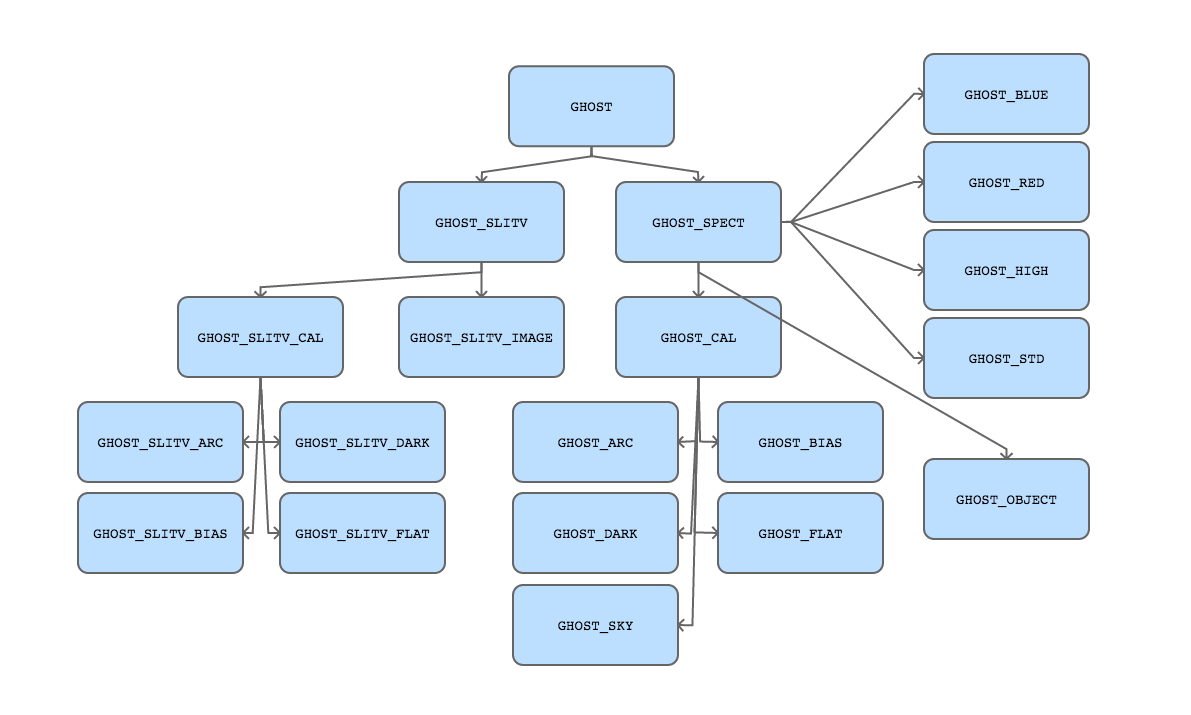 GHOST
GHOST_BLUE
GHOST_RED
GHOST_SLITV
GHOST_SPECT
GHOST_HIGH
GHOST_SLITV_CAL
GHOST_SLITV_IMAGE
GHOST_CAL
GHOST_STD
GHOST_SLITV_ARC
GHOST_SLITV_DARK
GHOST_ARC
GHOST_BIAS
GHOST_OBJECT
GHOST_SLITV_BIAS
GHOST_SLITV_FLAT
GHOST_DARK
GHOST_FLAT
GHOST_SKY